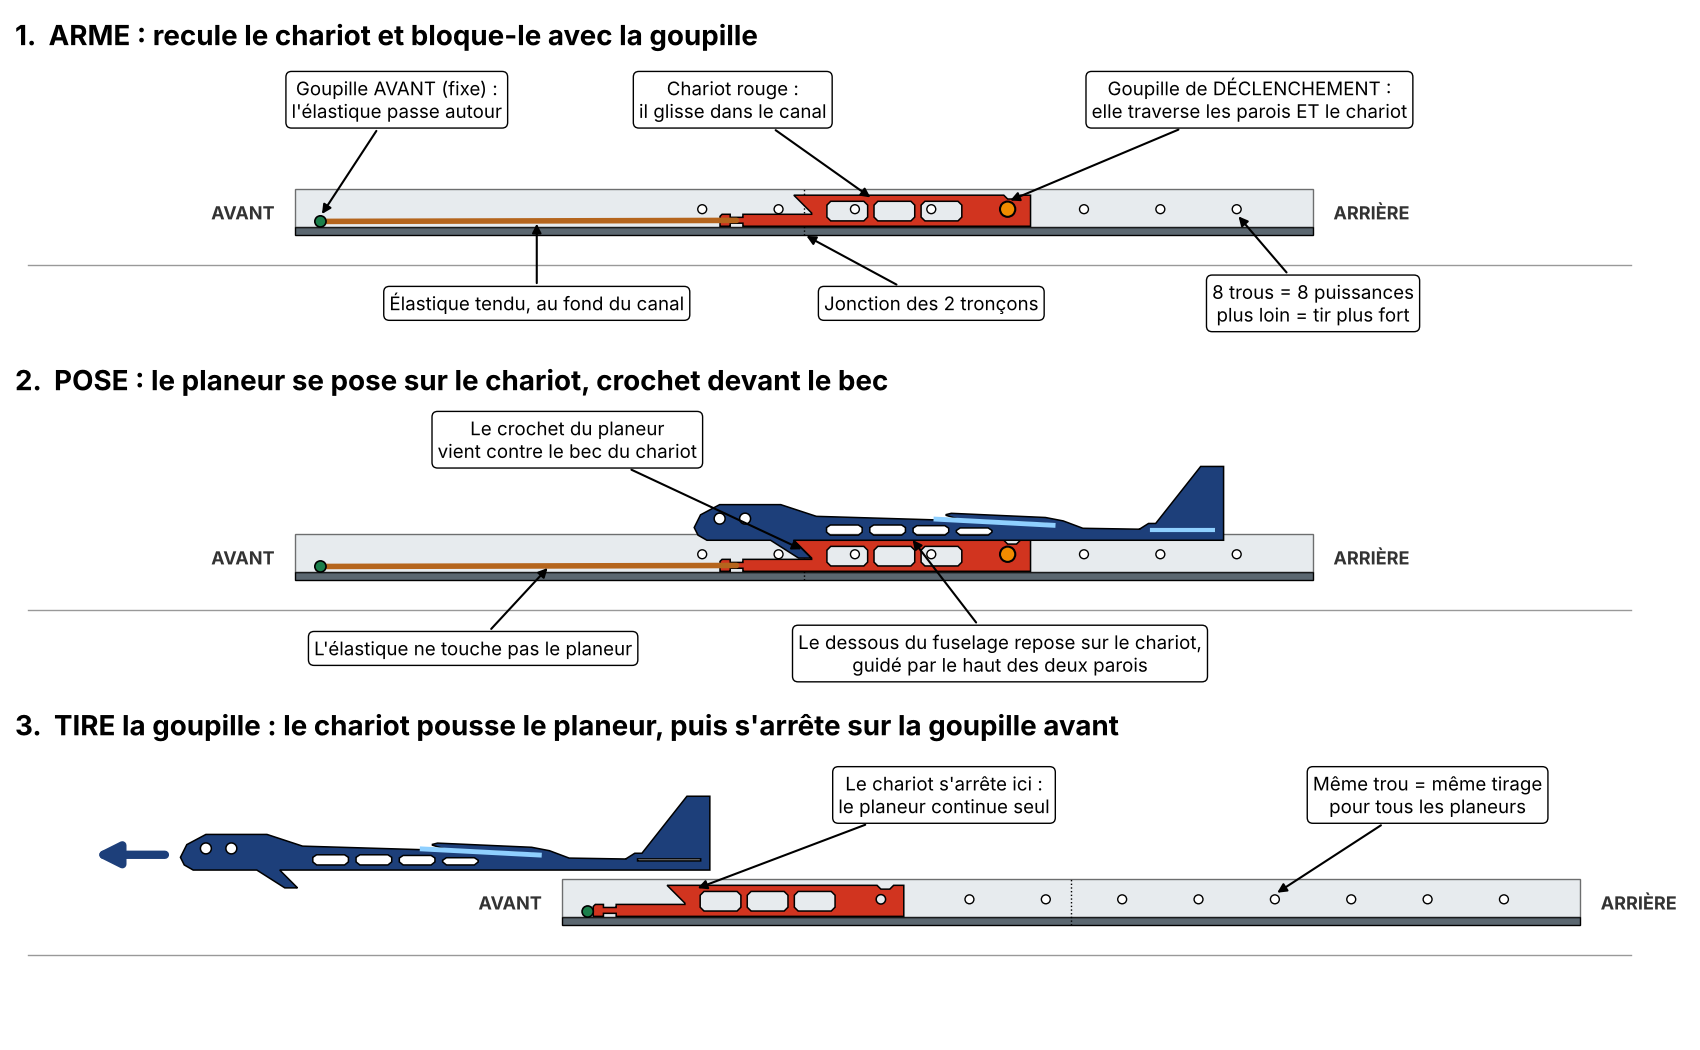 1. ARME : recule le chariot et bloque-le avec la goupille
Goupille AVANT (fixe) :
l'élastique passe autour
Chariot rouge :
il glisse dans le canal
Goupille de DÉCLENCHEMENT :
elle traverse les parois ET le chariot
AVANT
ARRIÈRE
Élastique tendu, au fond du canal
Jonction des 2 tronçons
8 trous = 8 puissances
plus loin = tir plus fort
2. POSE : le planeur se pose sur le chariot, crochet devant le bec
Le crochet du planeur
vient contre le bec du chariot
AVANT
ARRIÈRE
L'élastique ne touche pas le planeur
Le dessous du fuselage repose sur le chariot,
guidé par le haut des deux parois
3. TIRE la goupille : le chariot pousse le planeur, puis s'arrête sur la goupille avant
Le chariot s'arrête ici :
le planeur continue seul
Même trou = même tirage
pour tous les planeurs
AVANT
ARRIÈRE